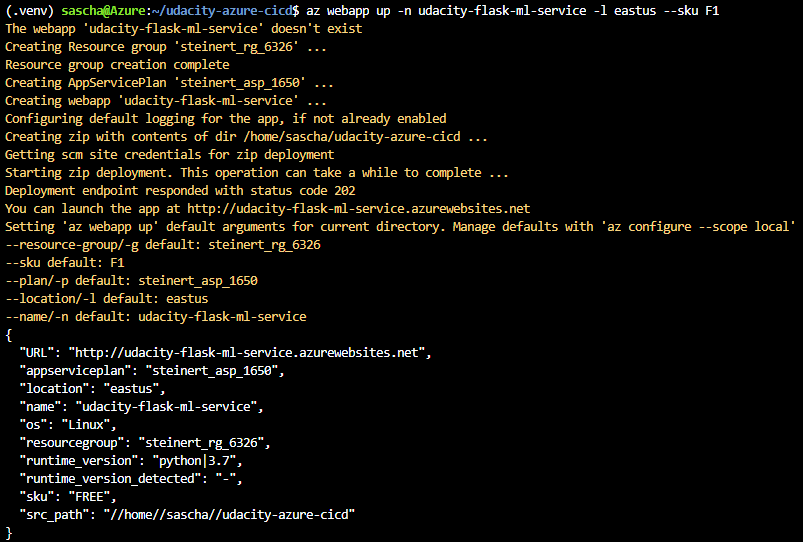 (.venv) sascha@Azure:~/udacity-azure-cicd$ az webapp up -n udacity-flask-ml-service -l eastus --sku F1
The webapp 'udacity-flask-ml-service' doesn't exist
Creating Resource group 'steinert_rg_6326' ...
Resource group creation complete
Creating AppServicePlan 'steinert_asp_1650' ...
Creating webapp 'udacity-flask-ml-service' ...
Configuring default logging for the app, if not already enabled
Creating zip with contents of dir /home/sascha/udacity-azure-cicd ...
Getting scm site credentials for zip deployment
Starting zip deployment. This operation can take a while to complete ...
Deployment endpoint responded with status code 202
You can launch the app at http://udacity-flask-ml-service.azurewebsites.net
Setting 'az webapp up' default arguments for current directory. Manage defaults with 'az configure --scope local'
--resource-group/-g default: steinert_rg_6326
--sku default: F1
--plan/-p default: steinert_asp_1650
--location/-l default: eastus
--name/-n default: udacity-flask-ml-service
{
  "URL": "http://udacity-flask-ml-service.azurewebsites.net",
  "appserviceplan": "steinert_asp_1650",
  "location": "eastus",
  "name": "udacity-flask-ml-service",
  "os": "Linux",
  "resourcegroup": "steinert_rg_6326",
  "runtime_version": "python|3.7",
  "runtime_version_detected": "-",
  "sku": "FREE",
  "src_path": "//home//sascha//udacity-azure-cicd"
}